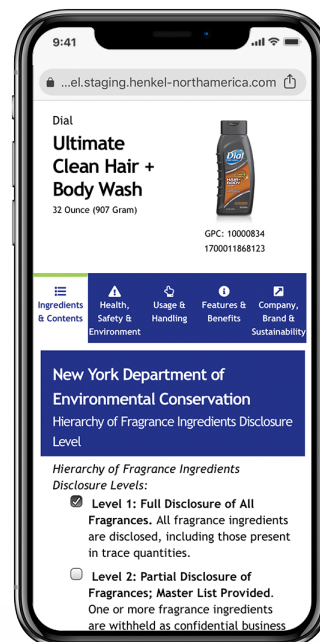 9:41
...el.staging.henkel-northamerica.com
Dial
Ultimate
Clean Hair +
Body Wash
32 Ounce (907 Gram)
Dial
HAIR+
BODY
GPC: 10000834
1700011868123
Ingredients
& Contents
Health,
Safety &
Environment
Usage &
Handling
Features &
Benefits
Company,
Brand &
Sustainability
New York Department of
Environmental Conservation
Hierarchy of Fragrance Ingredients Disclosure
Level
Hierarchy of Fragrance Ingredients
Disclosure Levels:
Level 1: Full Disclosure of All
Fragrances. All fragrance ingredients
are disclosed, including those present
in trace quantities.
Level 2: Partial Disclosure of
Fragrances; Master List Provided.
One or more fragrance ingredients
are withheld as confidential business